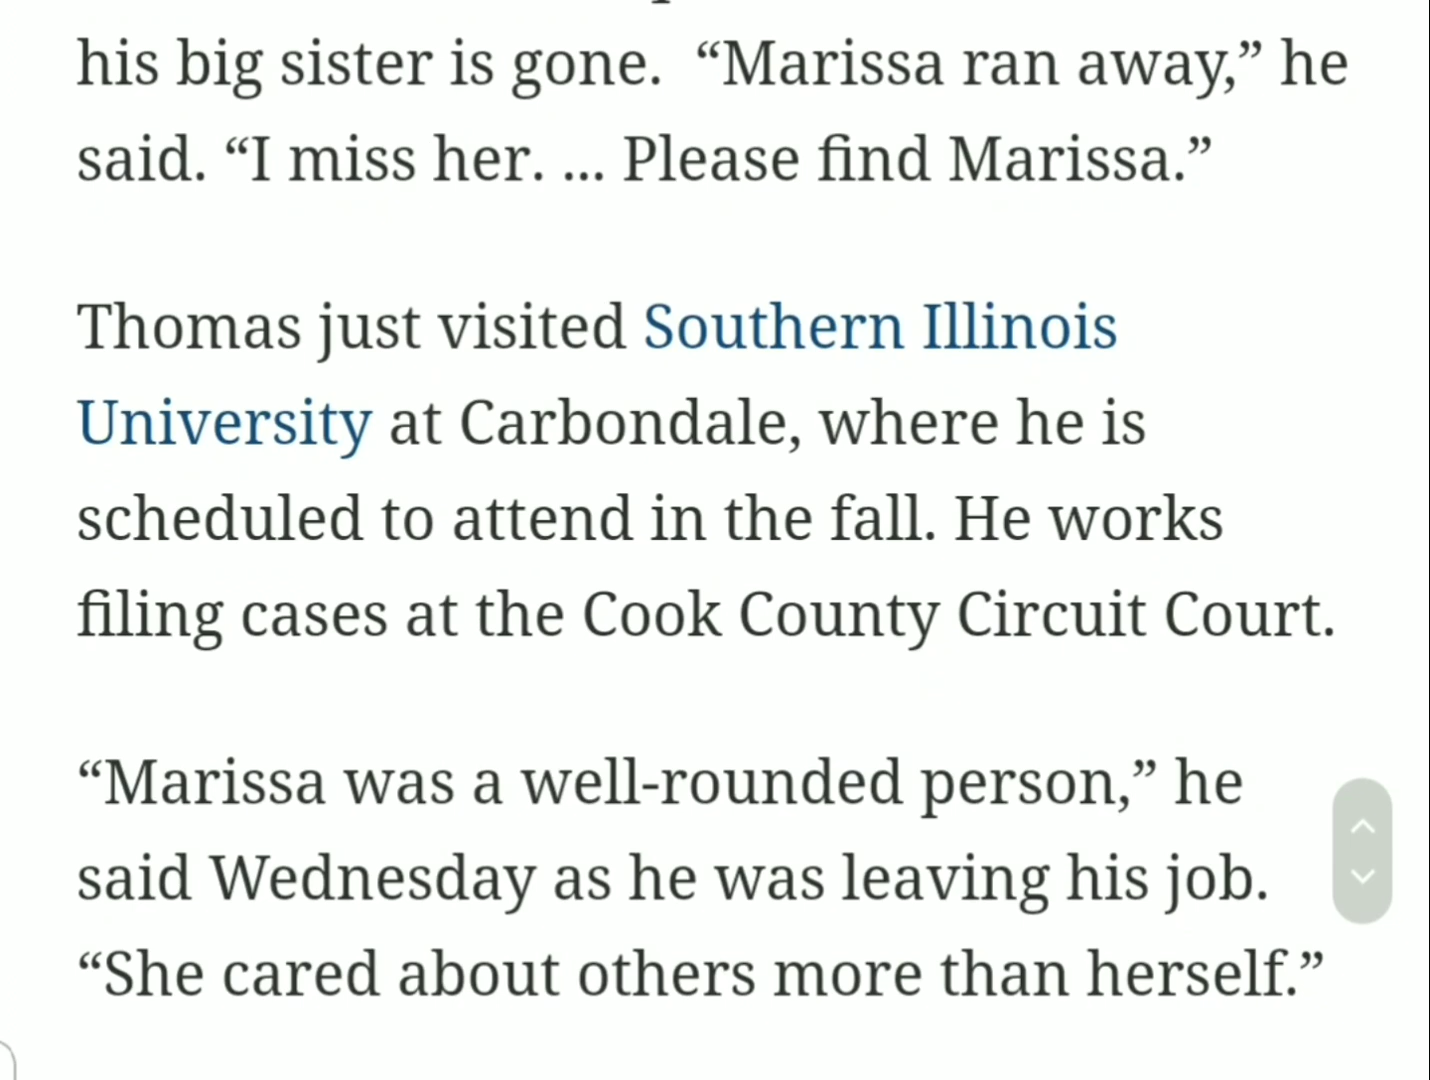 his big sister is gone.  “Marissa ran away,” he
said. “I miss her. ... Please find Marissa.”
Thomas just visited Southern Illinois
University at Carbondale, where he is
scheduled to attend in the fall. He works
filing cases at the Cook County Circuit Court.
“Marissa was a well-rounded person,” he
said Wednesday as he was leaving his job.
“She cared about others more than herself.”